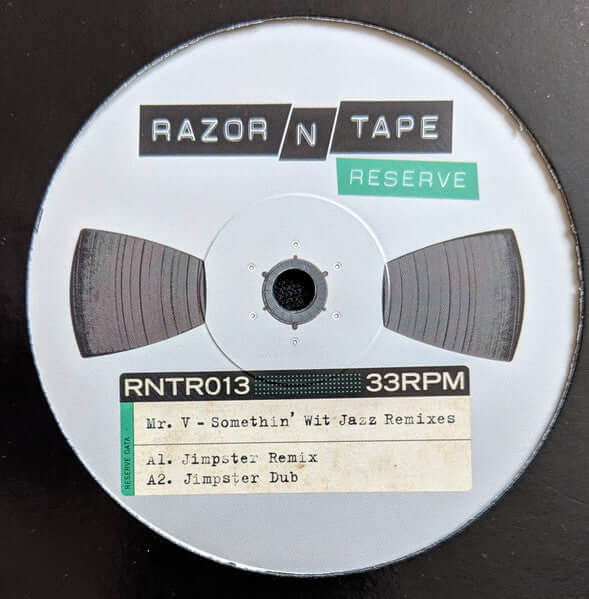 RAZOR N TAPE
RESERVE
RNTR013 33RPM
RESERVE DATA
Mr. V - Somethin' Wit Jazz Remixes
A1. Jimpster Remix
A2. Jimpster Dub